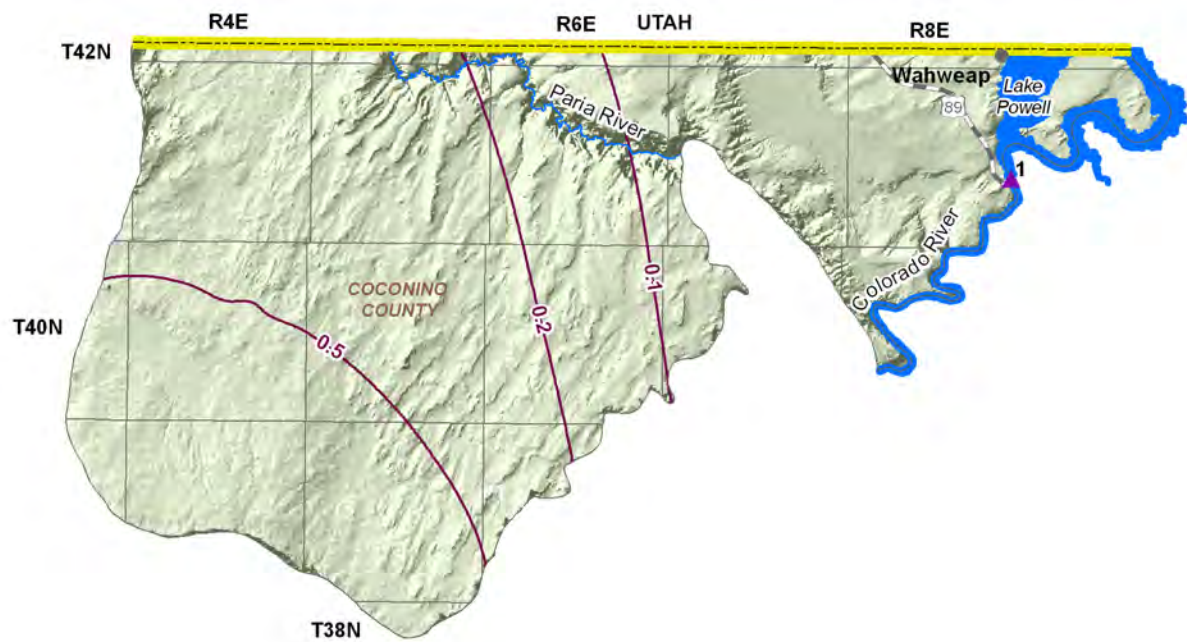 R4E
R6E
UTAH
R8E
T42N
Wahweap
Lake
Powell
89
Paria River
1
Colorado River
0.1
0.2
COCONINO
COUNTY
T40N
0.5
T38N